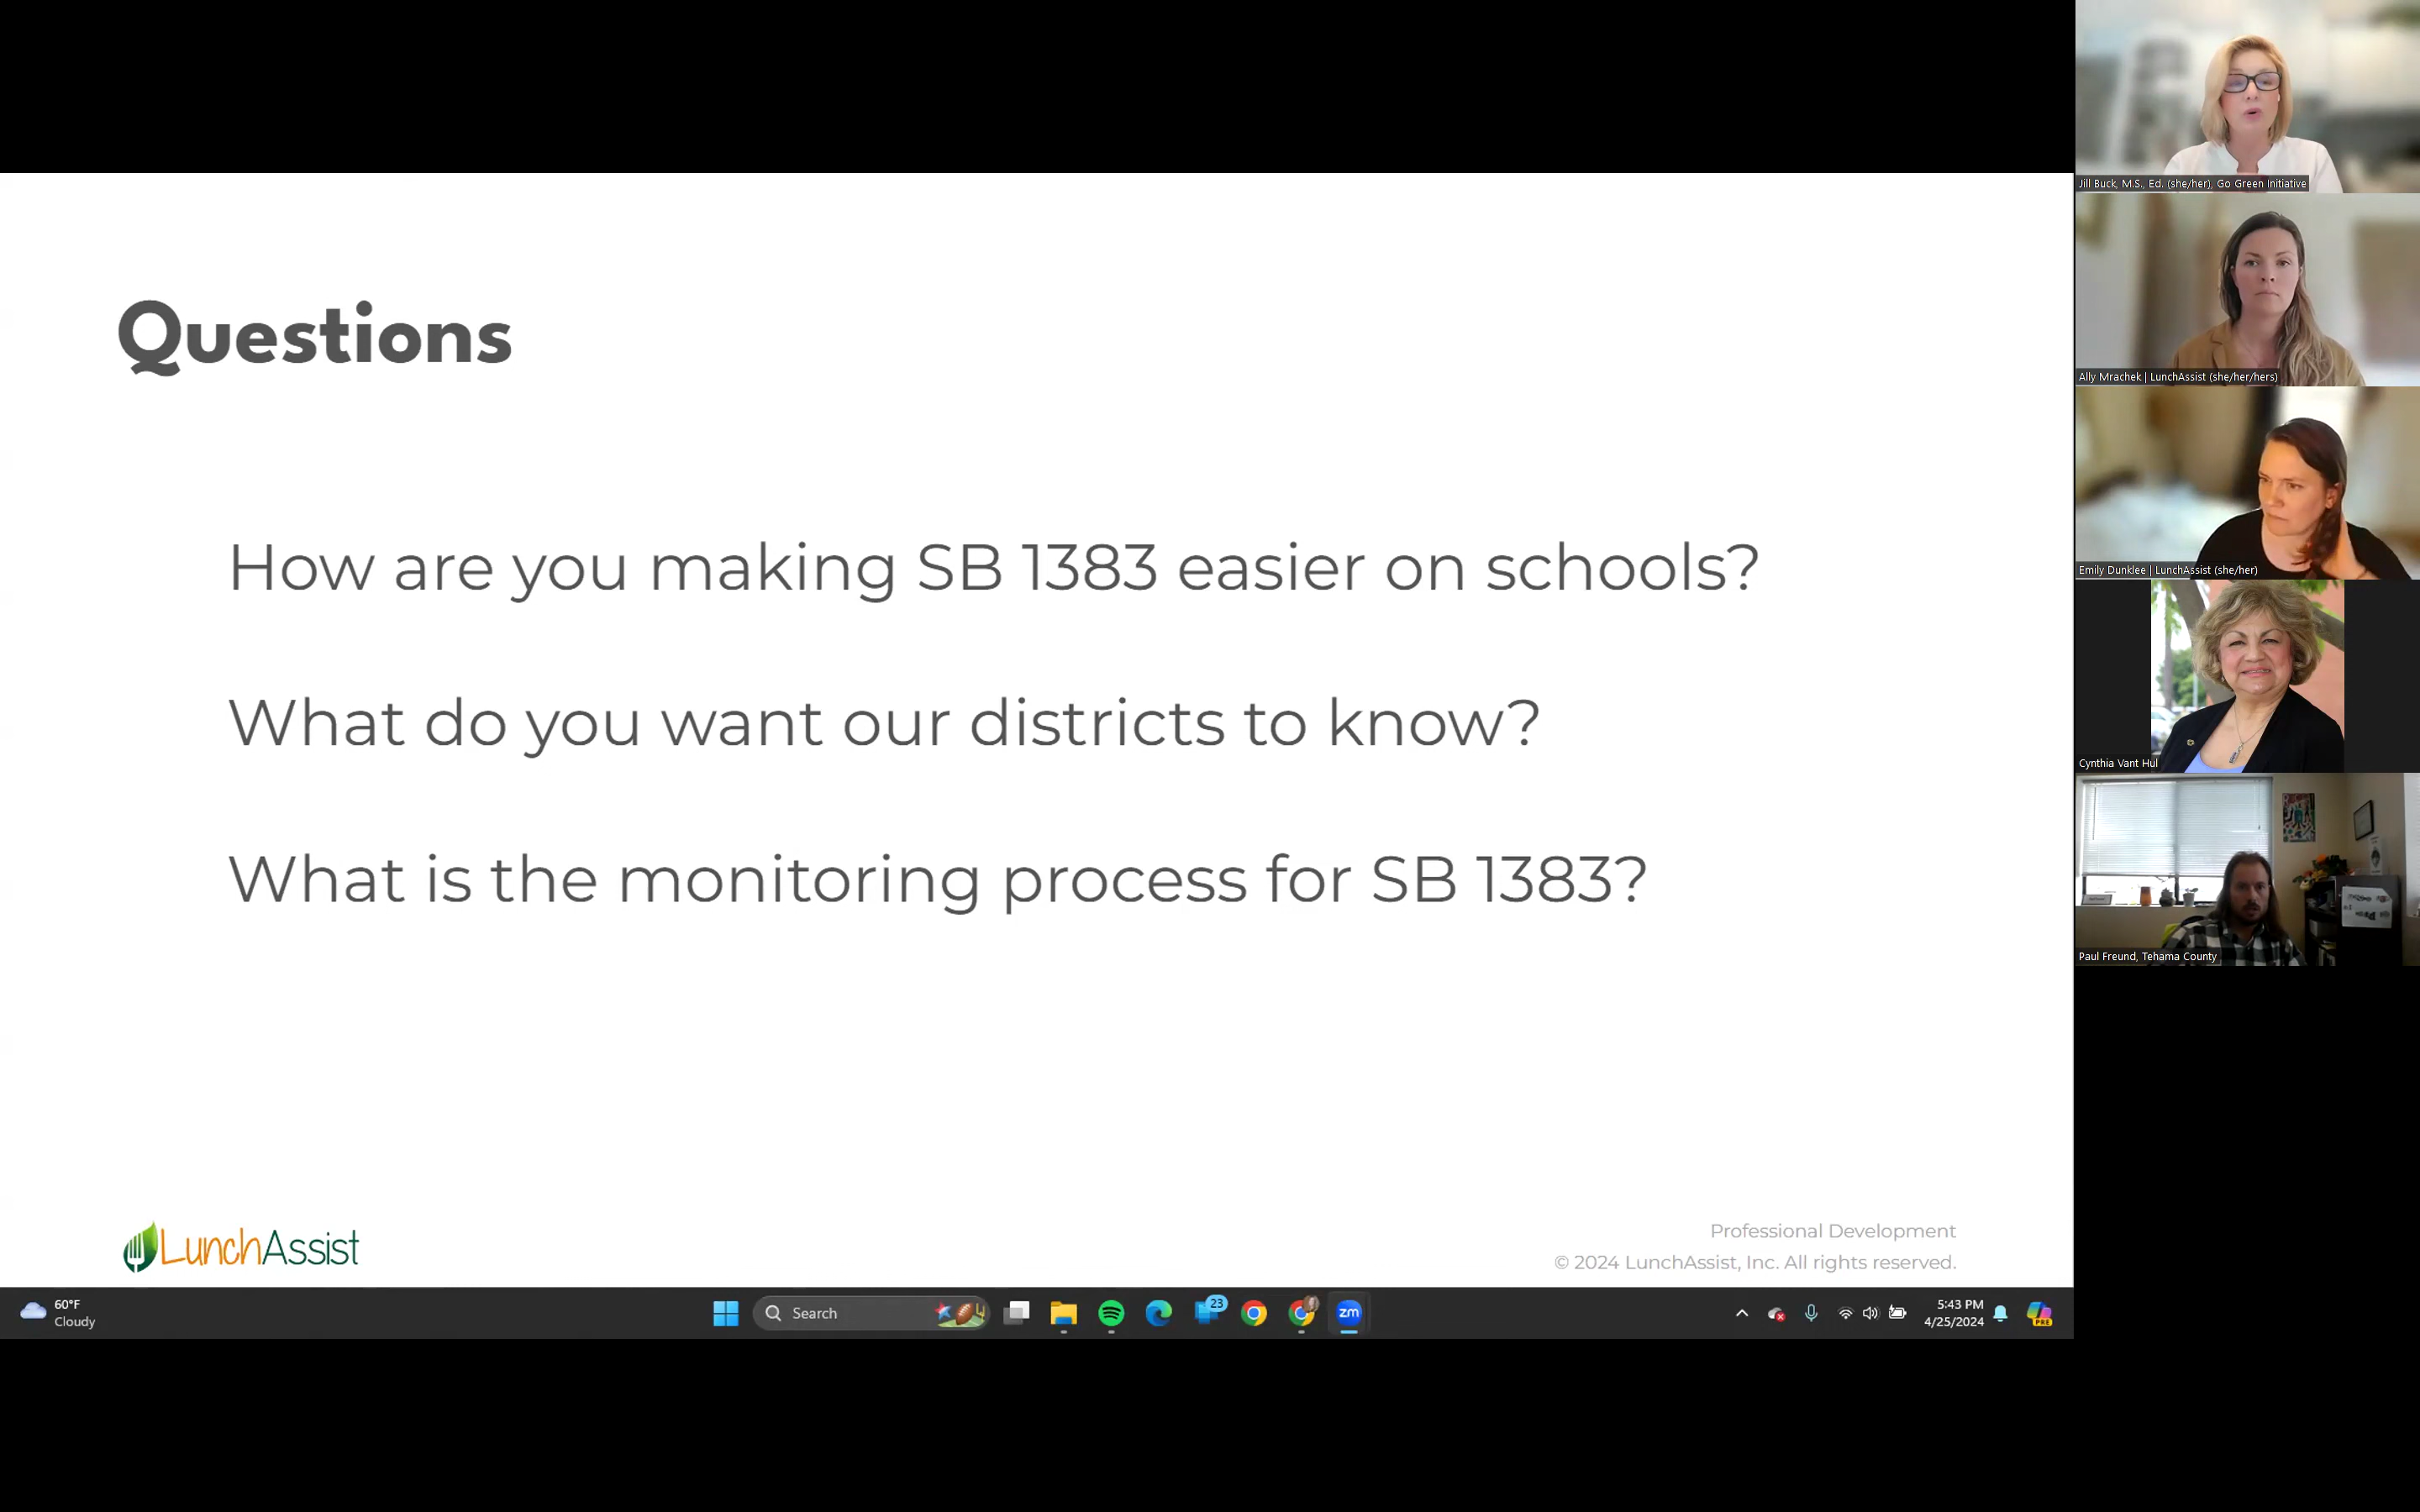 Questions
How are you making SB 1383 easier on schools?
What do you want our districts to know?
What is the monitoring process for SB 1383?
LunchAssist
Professional Development
© 2024 LunchAssist, Inc. All rights reserved.
60°F
Cloudy
Search
23
zm
5:43 PM
4/25/2024
PRE
Jill Buck, M.S., Ed. (she/her), Go Green Initiative
Ally Mrachek | LunchAssist (she/her/hers)
Emily Dunklee | LunchAssist (she/her)
Cynthia Vant Hul
Paul Freund, Tehama County